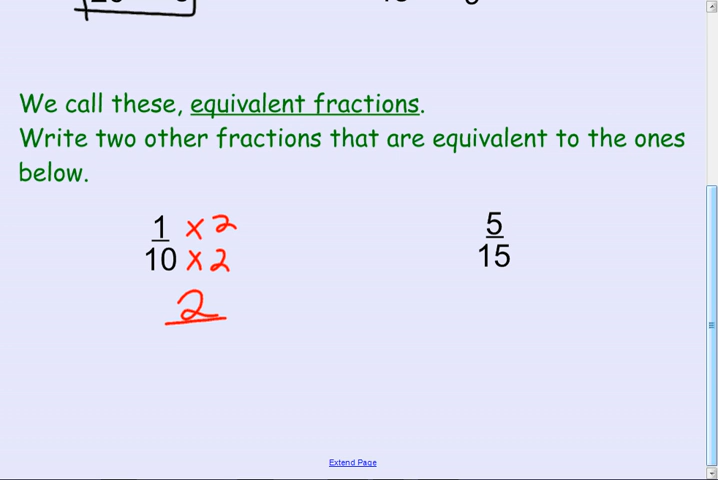 We call these, equivalent fractions.
Write two other fractions that are equivalent to the ones
below.
1 x 2
10 x 2
2
5
15
Extend Page